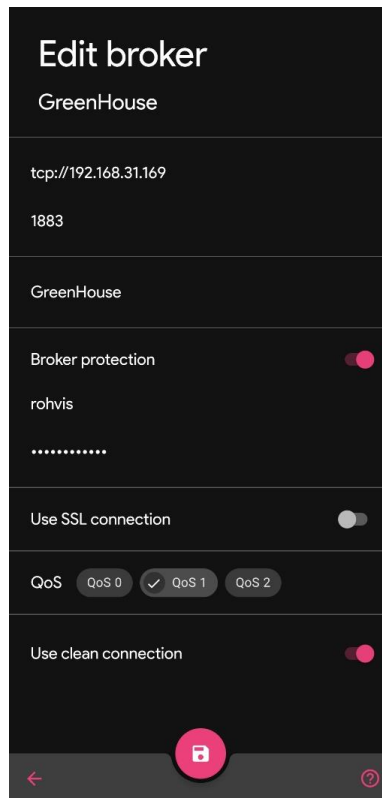 Edit broker
GreenHouse
tcp://192.168.31.169
1883
GreenHouse
Broker protection
rohvis
••••••••••••
Use SSL connection
QoS QoS 0 QoS 1 QoS 2
Use clean connection